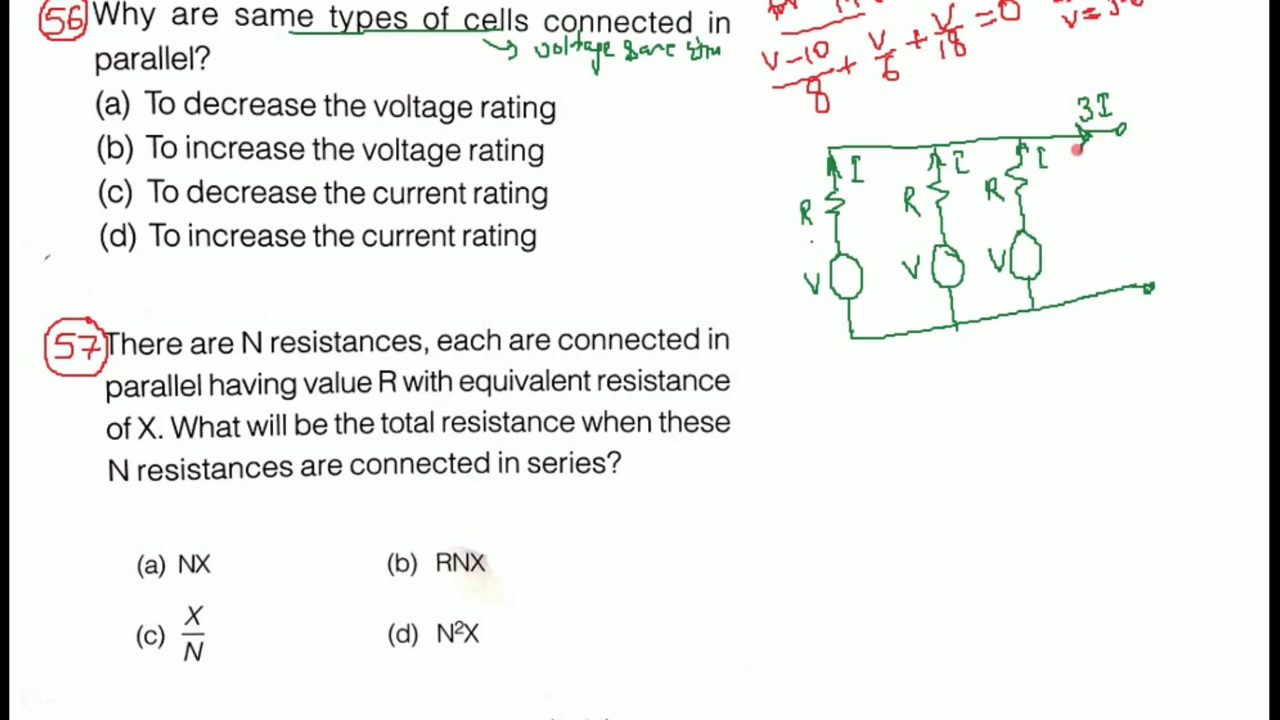 56 Why are same types of cells connected in
parallel?
voltage
(a) To decrease the voltage rating
(b) To increase the voltage rating
(c) To decrease the current rating
(d) To increase the current rating
V-10/8 + V/6 + V/18 = 0
3I
I I I
R R R
V V V
57 There are N resistances, each are connected in
parallel having value R with equivalent resistance
of X. What will be the total resistance when these
N resistances are connected in series?
(a) NX (b) RNX
(c) X/N (d) N²X